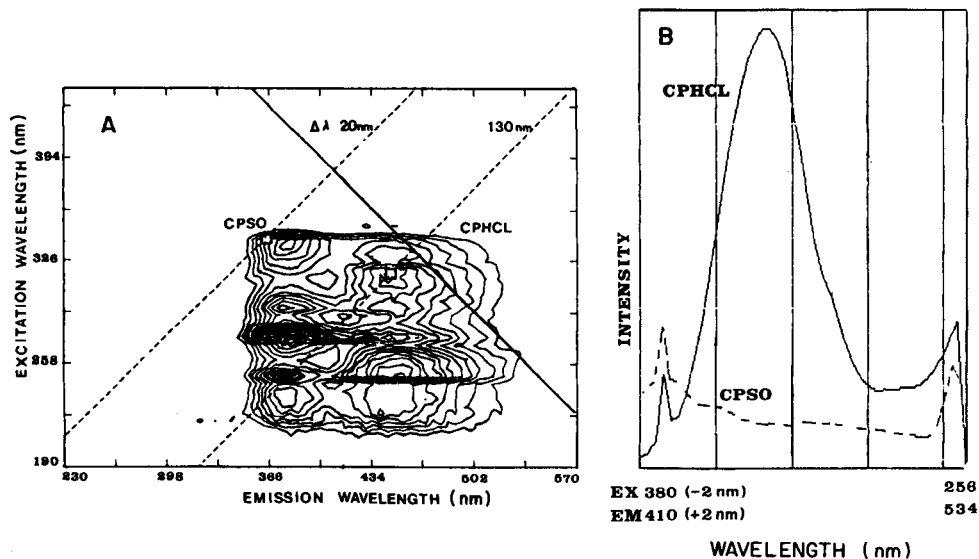 A
Δλ 20nm
130nm
CPSO
CPHCL
394
326
258
190
230
298
366
434
502
570
EXCITATION WAVELENGTH (nm)
EMISSION WAVELENGTH (nm)
B
CPHCL
CPSO
INTENSITY
EX 380 (-2 nm) 256
EM 410 (+2 nm) 534
WAVELENGTH (nm)